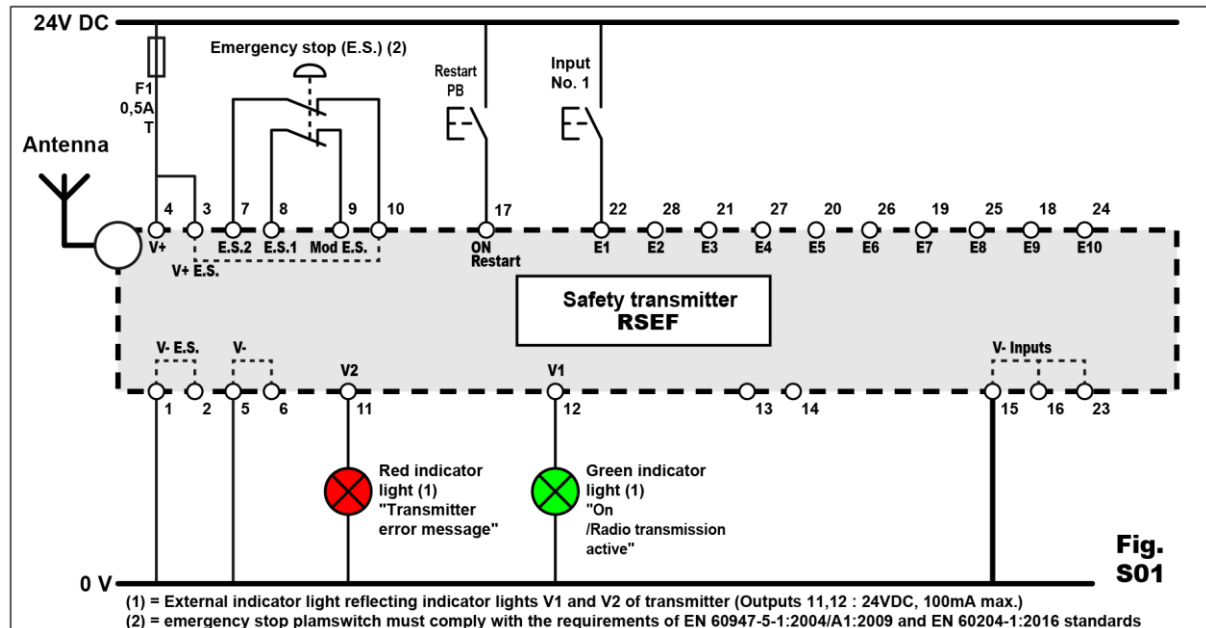 24V DC
Emergency stop (E.S.) (2)
F1
0,5A
T
Restart
PB
Input
No. 1
Antenna
4 3 7 8 9 10 17 22 28 21 27 20 26 19 25 18 24
V+ E.S.2 E.S.1 Mod E.S. ON E1 E2 E3 E4 E5 E6 E7 E8 E9 E10
Restart
V+ E.S.
Safety transmitter
RSEF
V- E.S. V- V2 V1 V- Inputs
1 2 5 6 11 12 13 14 15 16 23
Red indicator
light (1)
"Transmitter
error message"
Green indicator
light (1)
"On
/Radio transmission
active"
Fig.
S01
0 V
(1) = External indicator light reflecting indicator lights V1 and V2 of transmitter (Outputs 11,12 : 24VDC, 100mA max.)
(2) = emergency stop plamswitch must comply with the requirements of EN 60947-5-1:2004/A1:2009 and EN 60204-1:2016 standards